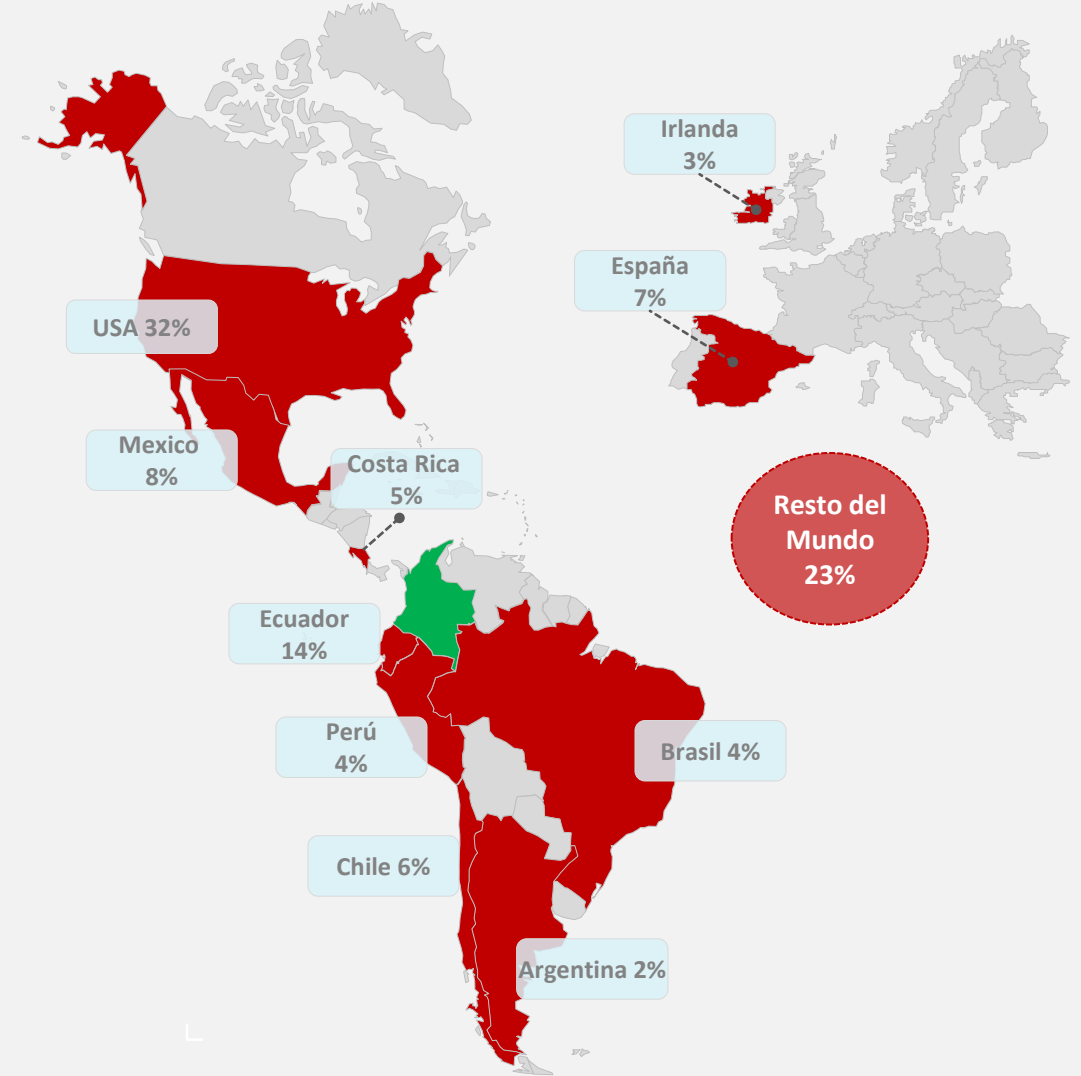 Irlanda
3%
España
7%
USA 32%
Mexico
8%
Costa Rica
5%
Resto del
Mundo
23%
Ecuador
14%
Perú
4%
Brasil 4%
Chile 6%
Argentina 2%